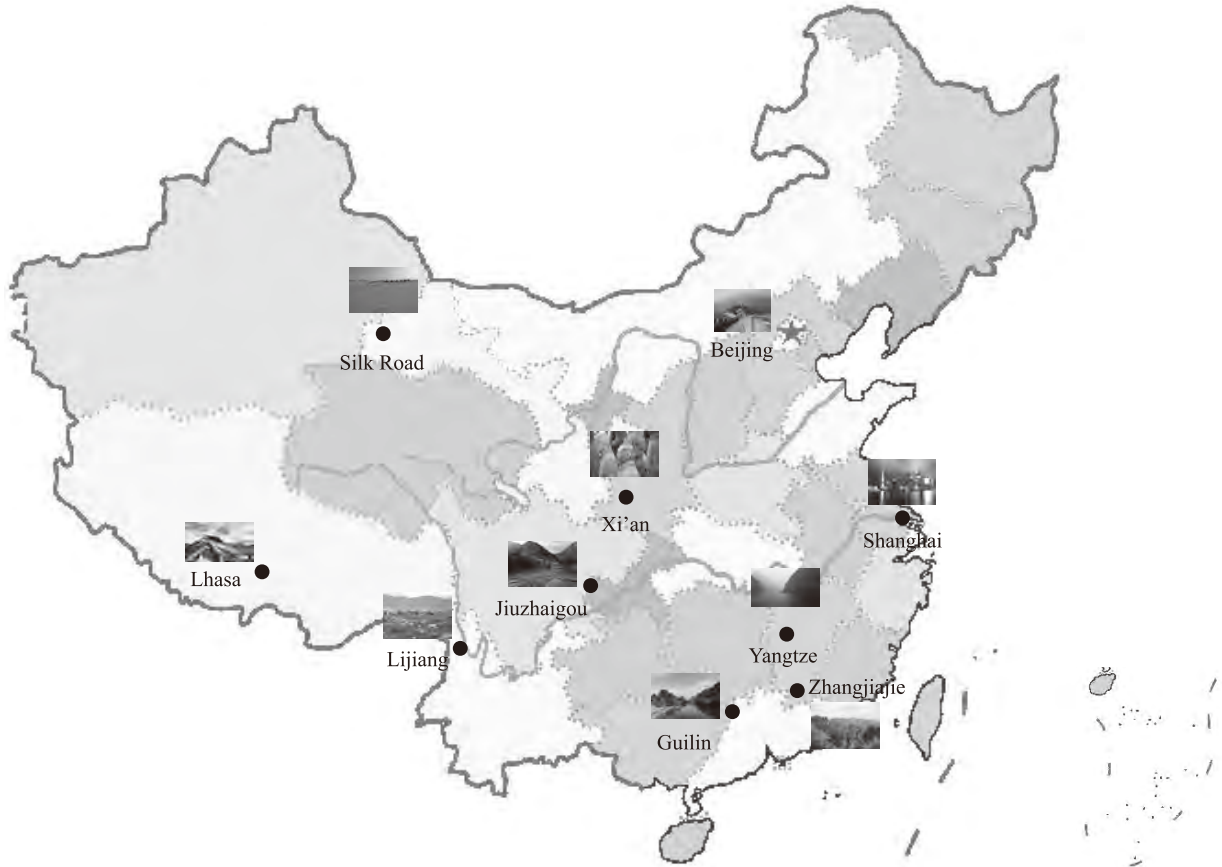 Silk Road
Beijing
Xi’an
Shanghai
Lhasa
Jiuzhaigou
Lijiang
Yangtze
Zhangjiajie
Guilin